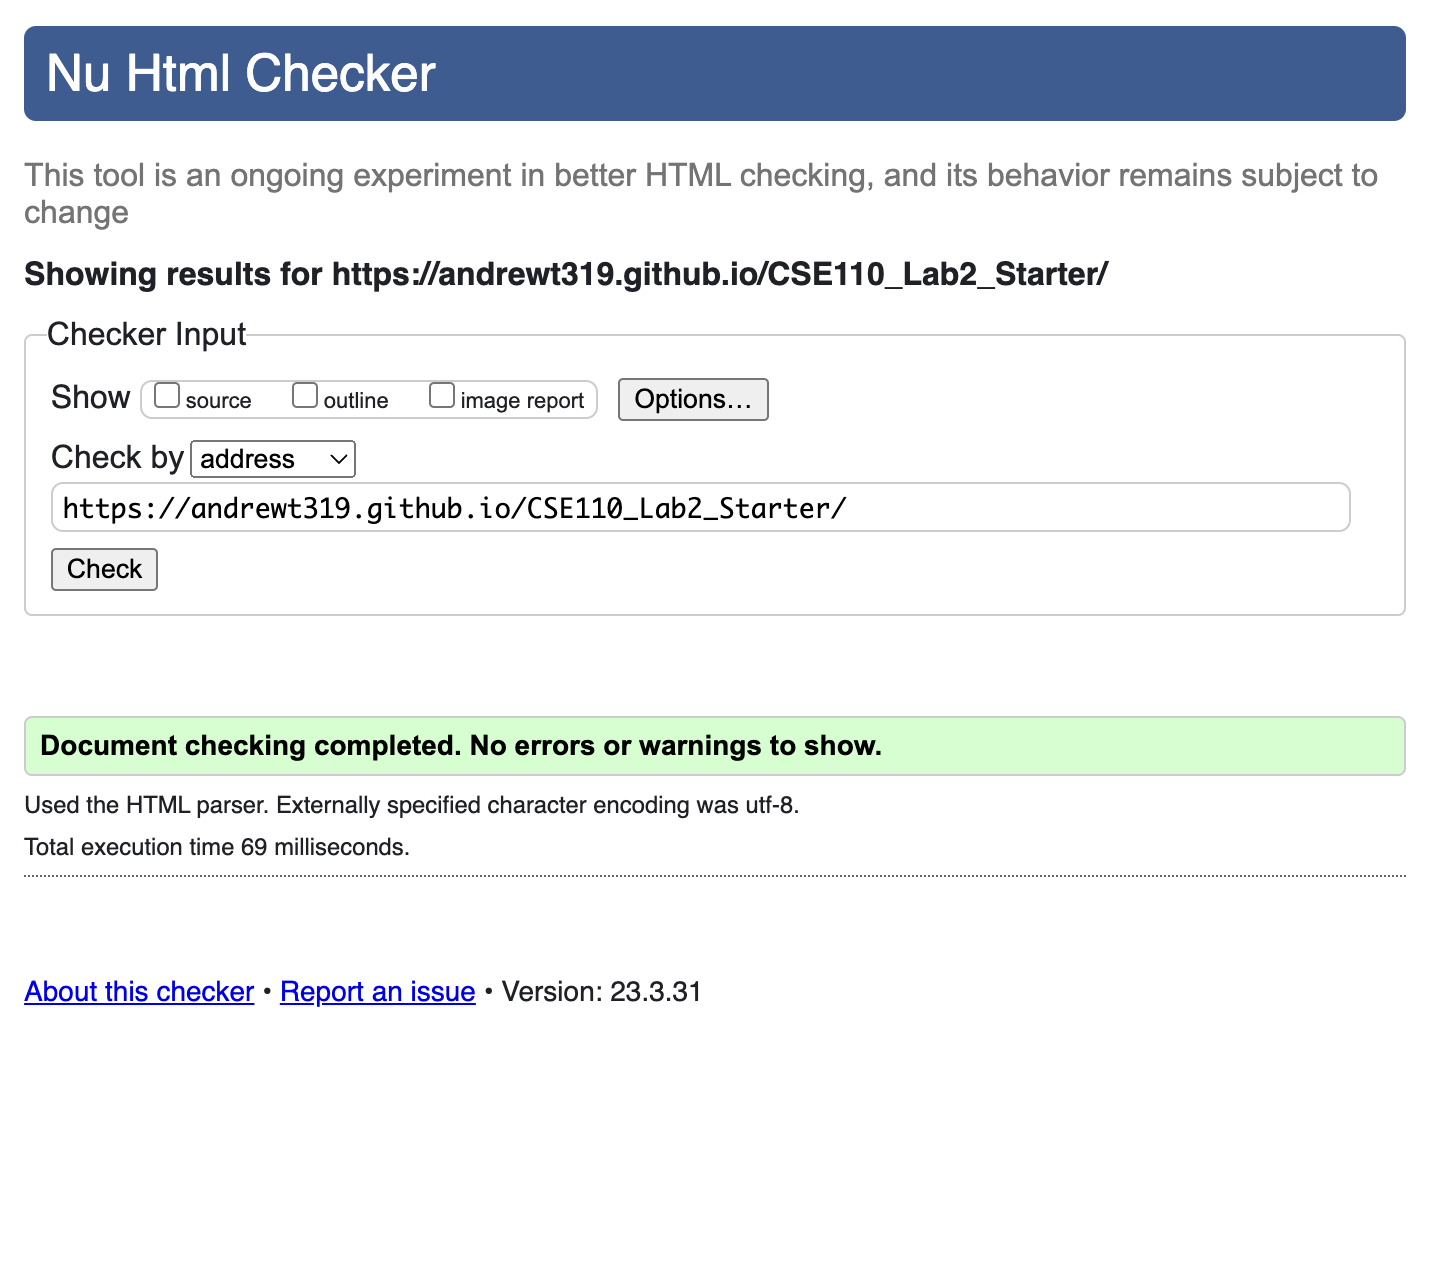 Nu Html Checker
This tool is an ongoing experiment in better HTML checking, and its behavior remains subject to
change
Showing results for https://andrewt319.github.io/CSE110_Lab2_Starter/
Checker Input
Show source outline image report Options…
Check by address
https://andrewt319.github.io/CSE110_Lab2_Starter/
Check
Document checking completed. No errors or warnings to show.
Used the HTML parser. Externally specified character encoding was utf-8.
Total execution time 69 milliseconds.
About this checker • Report an issue • Version: 23.3.31